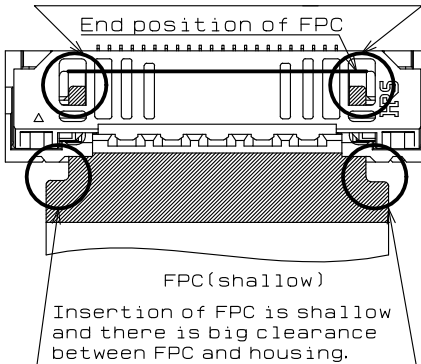 End position of FPC
HRS
FPC(shallow)
Insertion of FPC is shallow
and there is big clearance
between FPC and housing.